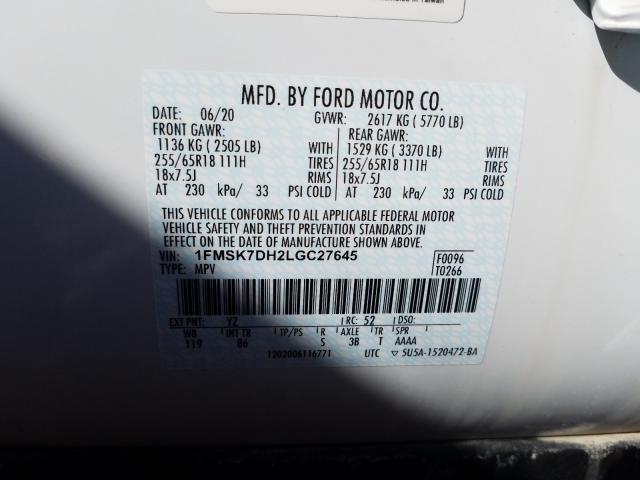 MFD. BY FORD MOTOR CO.
DATE: 06/20 GVWR: 2617 KG ( 5770 LB)
FRONT GAWR: REAR GAWR:
1136 KG ( 2505 LB) WITH 1529 KG ( 3370 LB) WITH
255/65R18 111H TIRES 255/65R18 111H TIRES
18x7.5J RIMS 18x7.5J RIMS
AT 230 kPa/ 33 PSI COLD AT 230 kPa/ 33 PSI COLD
THIS VEHICLE CONFORMS TO ALL APPLICABLE FEDERAL MOTOR
VEHICLE SAFETY AND THEFT PREVENTION STANDARDS IN
EFFECT ON THE DATE OF MANUFACTURE SHOWN ABOVE.
VIN: 1FMSK7DH2LGC27645 F0096
TYPE: MPV T0266
EXT PNT: YZ RC: 52 DSO:
WB INT TR TP/PS R AXLE TR SPR
119 B6 S 3B T AAAA
1202006116771 UTC ▽ 5U5A-1520472-BA